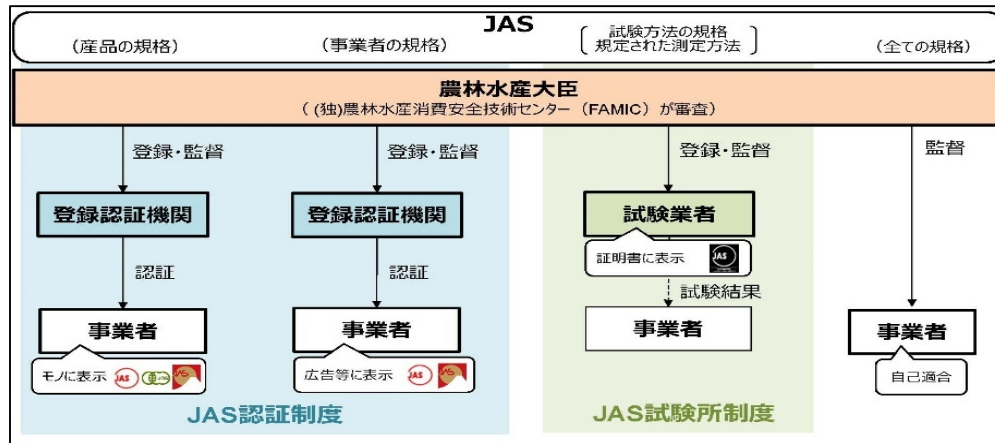 JAS
（産品の規格）
（事業者の規格）
試験方法の規格
規定された測定方法
（全ての規格）
農林水産大臣
（ (独)農林水産消費安全技術センター（FAMIC）が審査）
登録・監督
登録・監督
登録・監督
監督
登録認証機関
登録認証機関
試験業者
証明書に表示 JAS
認証
認証
試験結果
事業者
事業者
事業者
事業者
モノに表示 JAS JAS
広告等に表示 JAS JAS
自己適合
JAS認証制度
JAS試験所制度